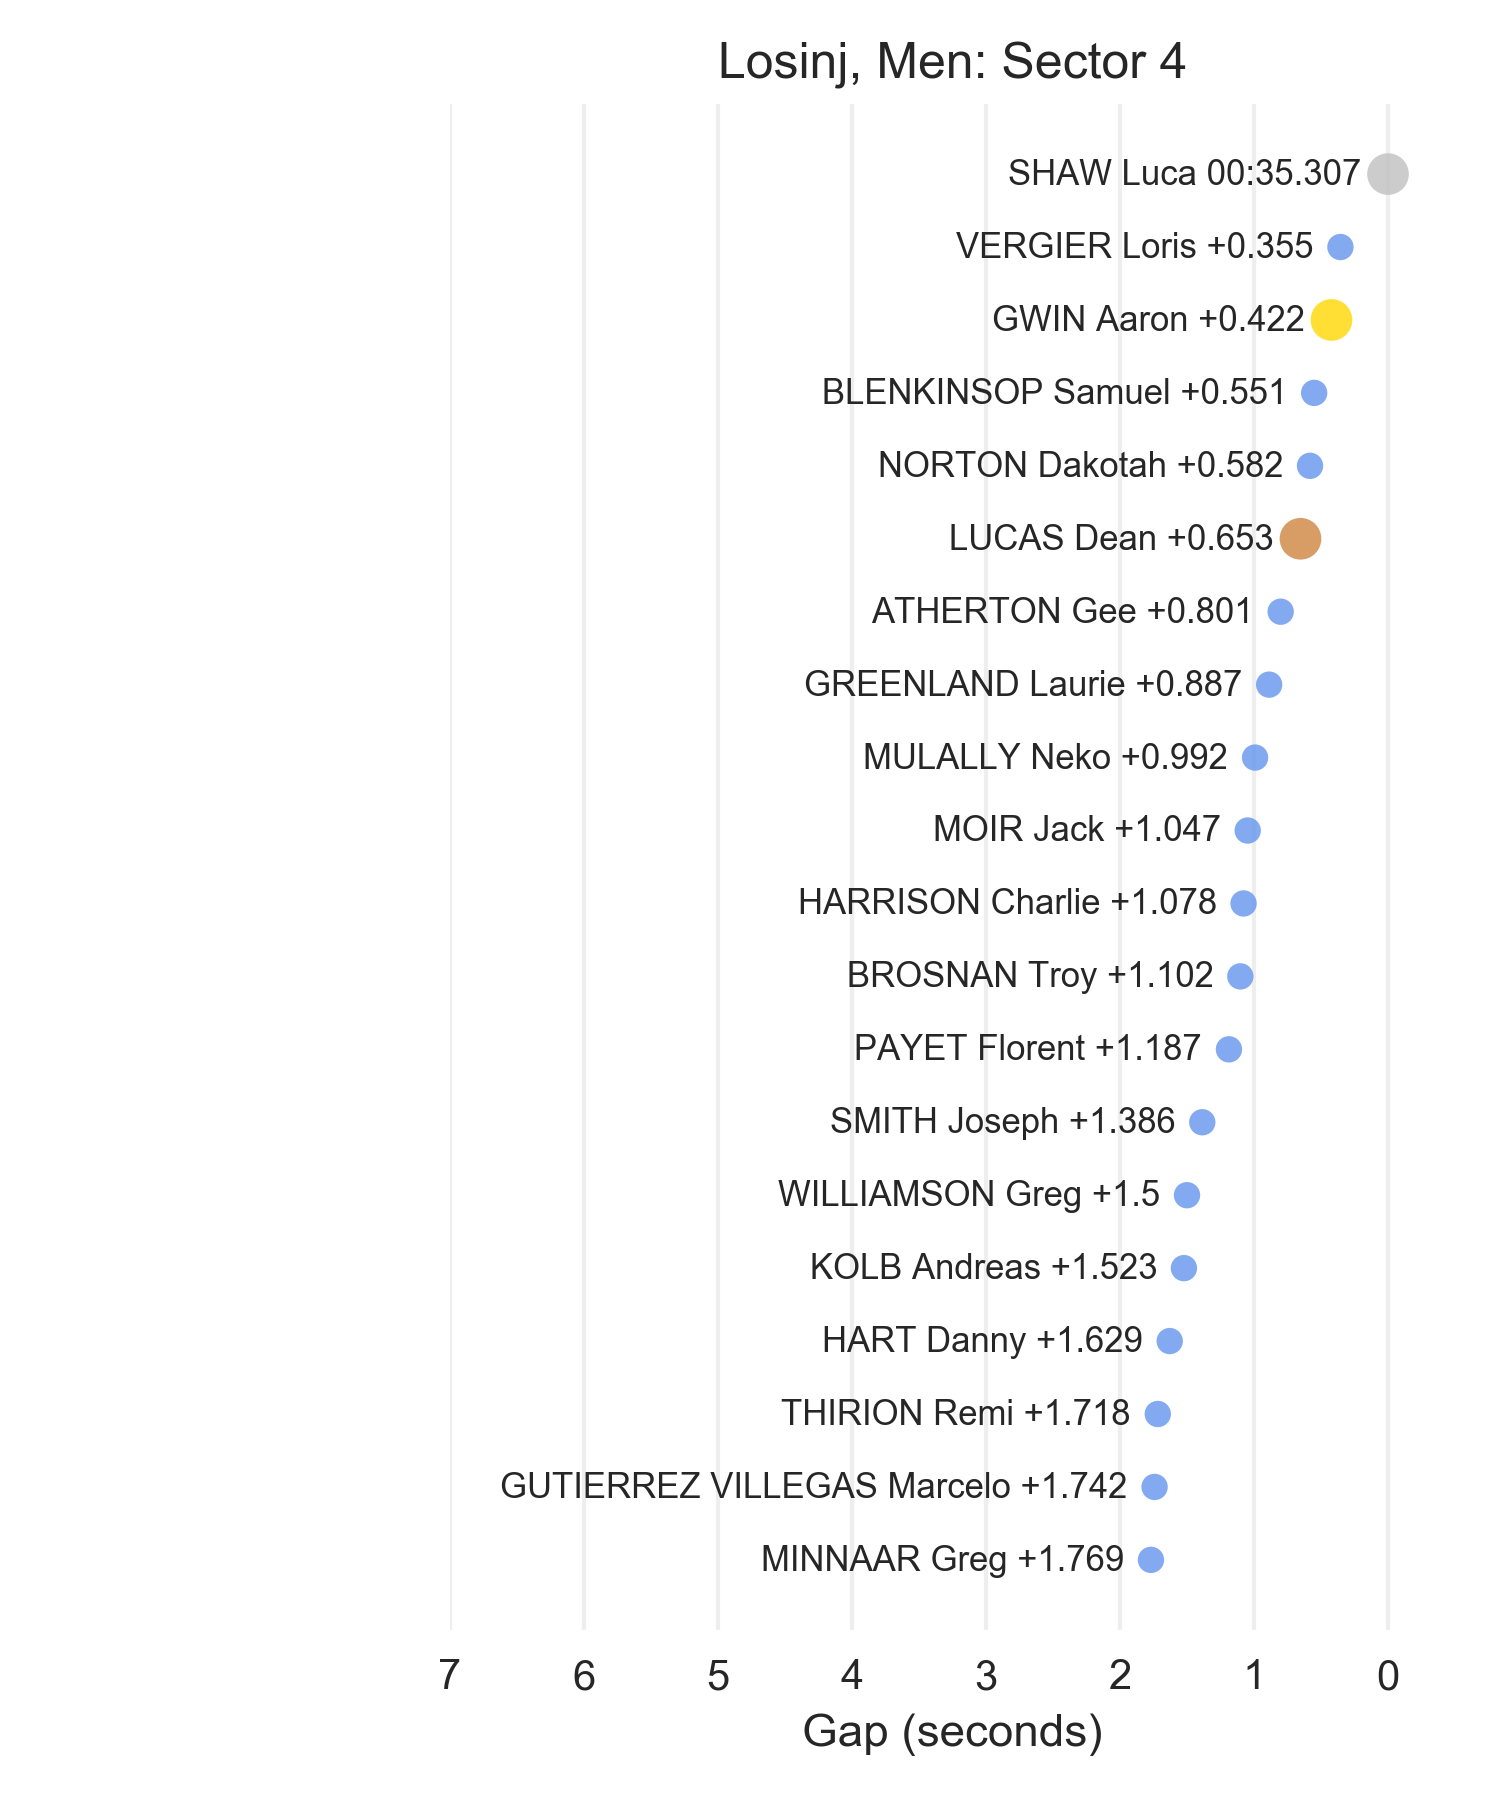 Losinj, Men: Sector 4
SHAW Luca 00:35.307
VERGIER Loris +0.355
GWIN Aaron +0.422
BLENKINSOP Samuel +0.551
NORTON Dakotah +0.582
LUCAS Dean +0.653
ATHERTON Gee +0.801
GREENLAND Laurie +0.887
MULALLY Neko +0.992
MOIR Jack +1.047
HARRISON Charlie +1.078
BROSNAN Troy +1.102
PAYET Florent +1.187
SMITH Joseph +1.386
WILLIAMSON Greg +1.5
KOLB Andreas +1.523
HART Danny +1.629
THIRION Remi +1.718
GUTIERREZ VILLEGAS Marcelo +1.742
MINNAAR Greg +1.769
7 6 5 4 3 2 1 0
Gap (seconds)